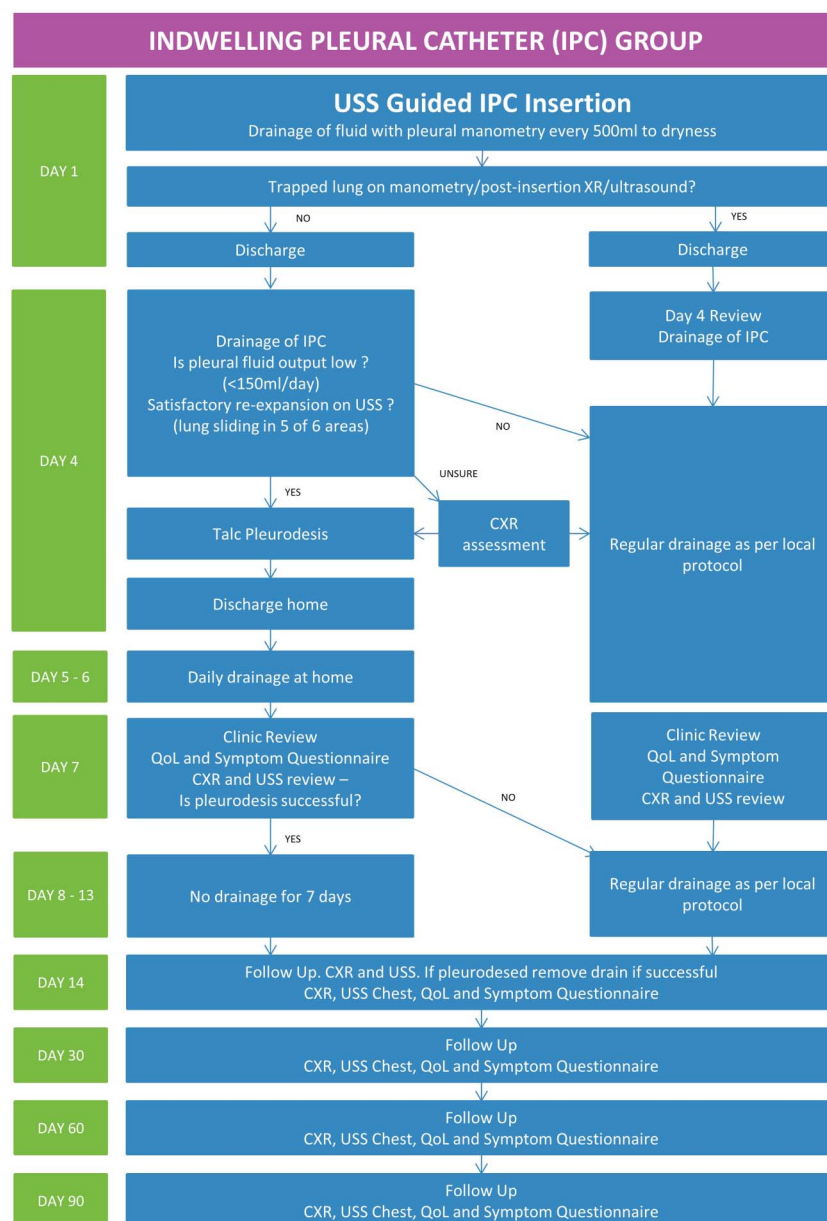 INDWELLING PLEURAL CATHETER (IPC) GROUP
DAY 1
USS Guided IPC Insertion
Drainage of fluid with pleural manometry every 500ml to dryness
Trapped lung on manometry/post-insertion XR/ultrasound?
NO
YES
Discharge
Discharge
DAY 4
Drainage of IPC
Is pleural fluid output low ?
(<150ml/day)
Satisfactory re-expansion on USS ?
(lung sliding in 5 of 6 areas)
Day 4 Review
Drainage of IPC
NO
UNSURE
YES
Talc Pleurodesis
CXR
assessment
Regular drainage as per local
protocol
Discharge home
DAY 5 - 6
Daily drainage at home
DAY 7
Clinic Review
QoL and Symptom Questionnaire
CXR and USS review –
Is pleurodesis successful?
Clinic Review
QoL and Symptom
Questionnaire
CXR and USS review
NO
YES
DAY 8 - 13
No drainage for 7 days
Regular drainage as per local
protocol
DAY 14
Follow Up. CXR and USS. If pleurodesed remove drain if successful
CXR, USS Chest, QoL and Symptom Questionnaire
DAY 30
Follow Up
CXR, USS Chest, QoL and Symptom Questionnaire
DAY 60
Follow Up
CXR, USS Chest, QoL and Symptom Questionnaire
DAY 90
Follow Up
CXR, USS Chest, QoL and Symptom Questionnaire